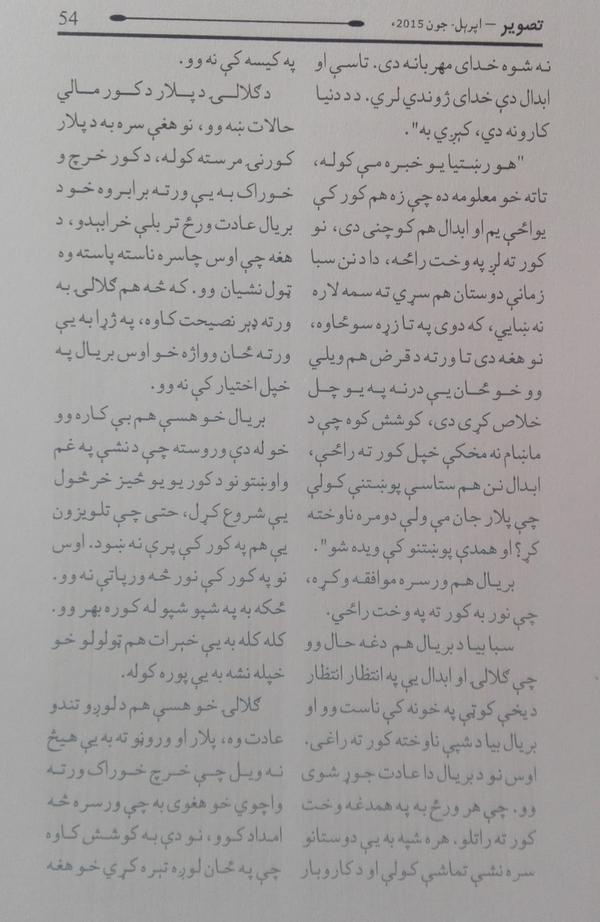 تصویر – اپرېل- جون 2015ء
54
نه شوه خدای مهربانه دی. تاسې او
ابدال دې خدای ژوندي لري. د ددنیا
کارونه دي، کېږي به".
"هو رښتیا یو خبره مې کوله،
تاته خو معلومه ده چې زه هم کور کې
یواځې یم او ابدال هم کوچنی دی، نو
کور ته لږ په وخت راځه، دا د نن سبا
زمانې دوستان هم سړي ته سمه لاره
نه ښایي، که دوی په تا زړه سوځاوه،
نو هغه دی تا ورته د قرض هم ویلي
وو خو ځان یې درنه په یو چل
خلاص کړی دی، کوشش کوه چې د
ماښام نه مخکې خپل کور ته راځې،
ابدال نن هم ستاسې پوښتنې کولې
چې پلار جان مې ولې دومره ناوخته
کړ؟ او همدې پوښتنو کې ویده شو".
بریال هم ورسره موافقه وکړه،
چې نور به کور ته په وخت راځي.
سبا بیا د بریال هم دغه حال وو
چې ګلالۍ او ابدال یې په انتظار انتظار
د یخې کوټې په خونه کې ناست وو او
بریال بیا د شپې ناوخته کور ته راغی.
اوس نو د بریال دا عادت جوړ شوی
وو. چې هر ورځ به په همدغه وخت
کور ته راتلو. هره شپه به یې دوستانو
سره نشې تماشې کولې او د کاروبار
په کیسه کې نه وو.
د ګلالۍ د پلار د کور مالي
حالات ښه وو، نو هغې سره به د پلار
کورنۍ مرسته کوله، د کور خرچ و
خوراک به یې ورته برابروه خو د
بریال عادت ورځ تر بلې خرابېدو، د
هغه چې اوس چاسره ناسته پاسته وه
ټول نشیان وو. که څه هم ګلالۍ به
ورته ډېر نصیحت کاوه، په ژړا به یې
ورته ځان وواژه خو اوس بریال په
خپل اختیار کې نه وو.
بریال خو هسې هم بې کاره وو
خو له دې وروسته چې د نشې په غم
واوښتو نو د کور یو یو څیز خرڅول
یې شروع کړل، حتی چې تلویزون
یې هم په کور کې پرې نه ښود. اوس
نو په کور کې نور څه ورپاتې نه وو.
ځکه به په شپو شپو له کوره بهر وو.
کله کله به یې خېرات هم ټولولو خو
خپله نشه به یې پوره کوله.
ګلالۍ خو هسې هم د لوږو تندو
عادت وه، پلار او وروڼو ته به یې هیڅ
نه ویل چې خرچ خوراک ورته
واچوي خو هغوی به چې ورسره څه
امداد کوو، نو دې به کوشش کاوه
چې په ځان لوږه تېره کړي خو هغه